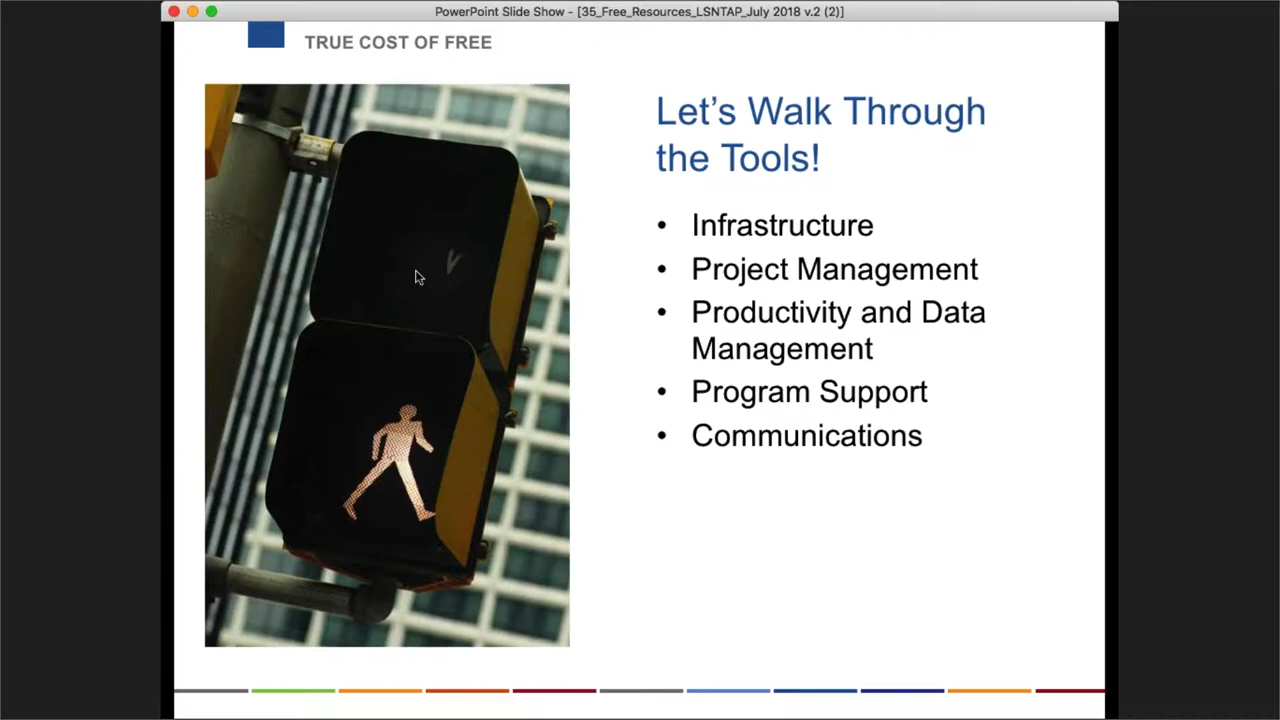 PowerPoint Slide Show - [35_Free_Resources_LSNTAP_July 2018 v.2 (2)]
TRUE COST OF FREE
Let's Walk Through
the Tools!
• Infrastructure
• Project Management
• Productivity and Data
Management
• Program Support
• Communications